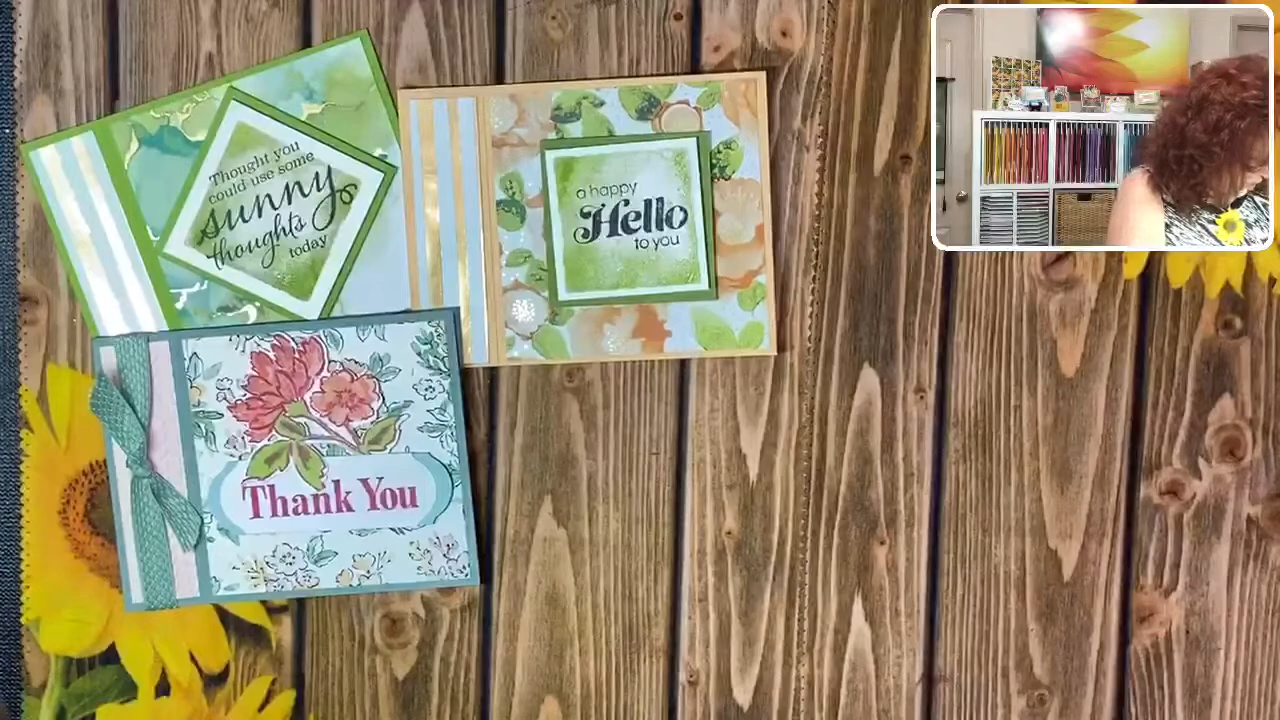 Thought you
could use some
sunny
thoughts
today
a happy
Hello
to you
Thank You